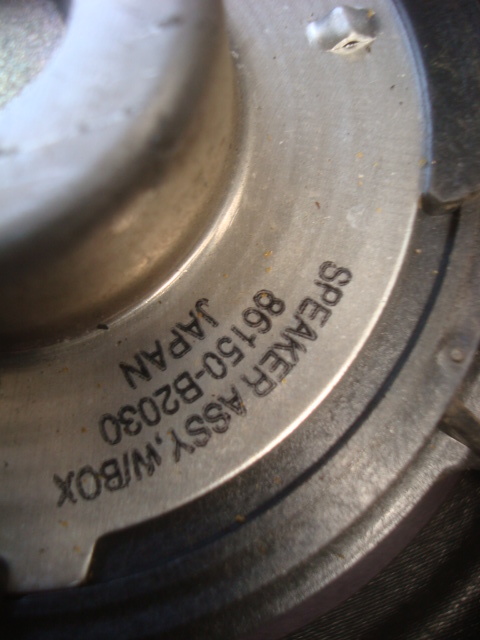 SPEAKER ASSY,W/BOX
86150-B2030
JAPAN